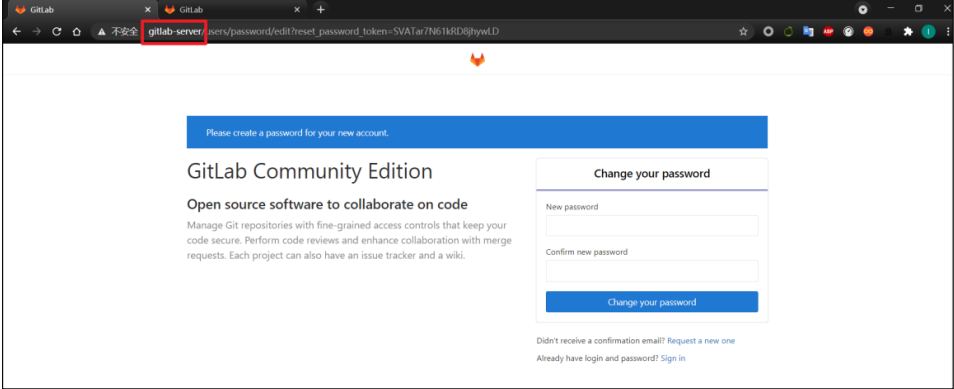 GitLab
GitLab
不安全 gitlab-server/users/password/edit?reset_password_token=SVATar7N61kRD8jhywLD
ABP
I
Please create a password for your new account.
GitLab Community Edition
Open source software to collaborate on code
Manage Git repositories with fine-grained access controls that keep your
code secure. Perform code reviews and enhance collaboration with merge
requests. Each project can also have an issue tracker and a wiki.
Change your password
New password
Confirm new password
Change your password
Didn't receive a confirmation email? Request a new one
Already have login and password? Sign in